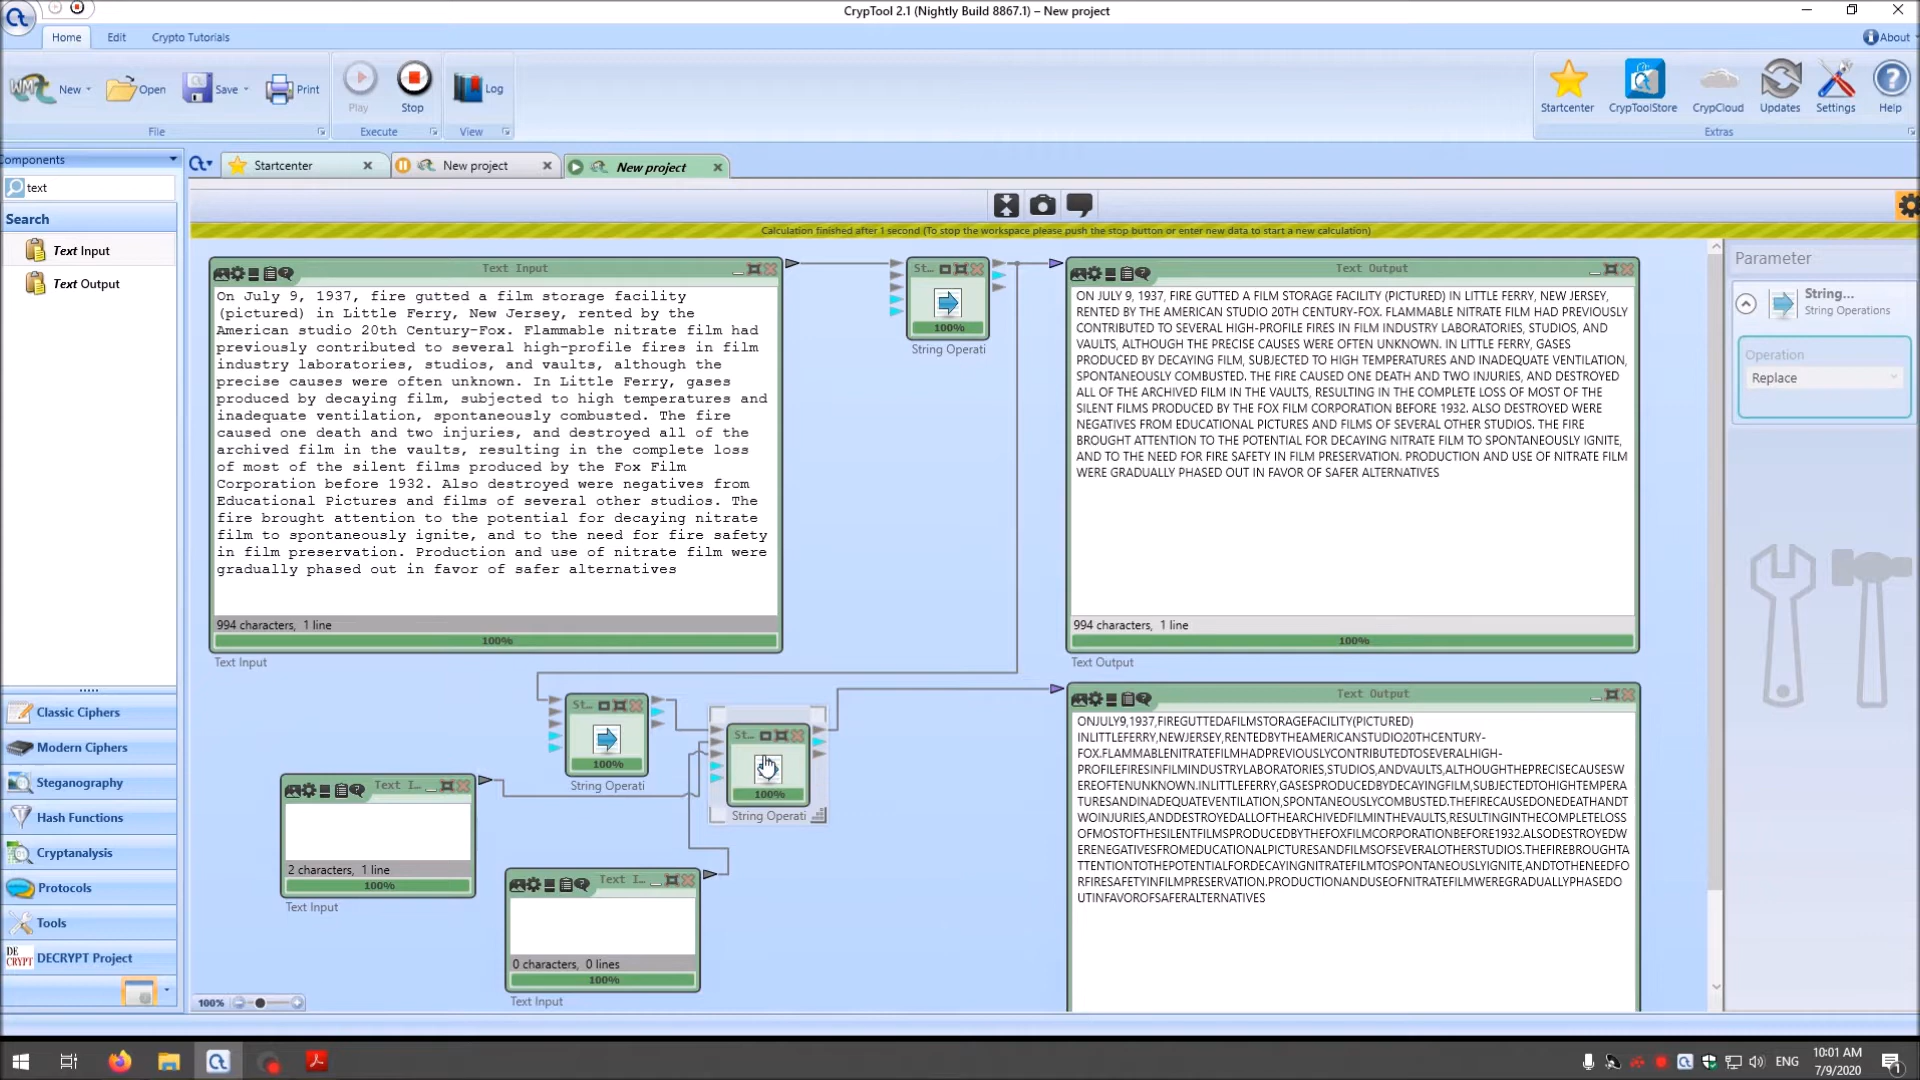 CrypTool 2.1 (Nightly Build 8867.1) – New project
Home
Edit
Crypto Tutorials
About
New
Open
Save
Print
Play
Stop
Log
Startcenter
CrypToolStore
CrypCloud
Updates
Settings
Help
File
Execute
View
Extras
Components
Startcenter
New project
New project
text
Search
Text Input
Text Output
Calculation finished after 1 second (To stop the workspace please push the stop button or enter new data to start a new calculation)
Text Input
On July 9, 1937, fire gutted a film storage facility
(pictured) in Little Ferry, New Jersey, rented by the
American studio 20th Century-Fox. Flammable nitrate film had
previously contributed to several high-profile fires in film
industry laboratories, studios, and vaults, although the
precise causes were often unknown. In Little Ferry, gases
produced by decaying film, subjected to high temperatures and
inadequate ventilation, spontaneously combusted. The fire
caused one death and two injuries, and destroyed all of the
archived film in the vaults, resulting in the complete loss
of most of the silent films produced by the Fox Film
Corporation before 1932. Also destroyed were negatives from
Educational Pictures and films of several other studios. The
fire brought attention to the potential for decaying nitrate
film to spontaneously ignite, and to the need for fire safety
in film preservation. Production and use of nitrate film were
gradually phased out in favor of safer alternatives
994 characters, 1 line
100%
Text Input
St...
100%
String Operati
Text Output
ON JULY 9, 1937, FIRE GUTTED A FILM STORAGE FACILITY (PICTURED) IN LITTLE FERRY, NEW JERSEY,
RENTED BY THE AMERICAN STUDIO 20TH CENTURY-FOX. FLAMMABLE NITRATE FILM HAD PREVIOUSLY
CONTRIBUTED TO SEVERAL HIGH-PROFILE FIRES IN FILM INDUSTRY LABORATORIES, STUDIOS, AND
VAULTS, ALTHOUGH THE PRECISE CAUSES WERE OFTEN UNKNOWN. IN LITTLE FERRY, GASES
PRODUCED BY DECAYING FILM, SUBJECTED TO HIGH TEMPERATURES AND INADEQUATE VENTILATION,
SPONTANEOUSLY COMBUSTED. THE FIRE CAUSED ONE DEATH AND TWO INJURIES, AND DESTROYED
ALL OF THE ARCHIVED FILM IN THE VAULTS, RESULTING IN THE COMPLETE LOSS OF MOST OF THE
SILENT FILMS PRODUCED BY THE FOX FILM CORPORATION BEFORE 1932. ALSO DESTROYED WERE
NEGATIVES FROM EDUCATIONAL PICTURES AND FILMS OF SEVERAL OTHER STUDIOS. THE FIRE
BROUGHT ATTENTION TO THE POTENTIAL FOR DECAYING NITRATE FILM TO SPONTANEOUSLY IGNITE,
AND TO THE NEED FOR FIRE SAFETY IN FILM PRESERVATION. PRODUCTION AND USE OF NITRATE FILM
WERE GRADUALLY PHASED OUT IN FAVOR OF SAFER ALTERNATIVES
994 characters, 1 line
100%
Text Output
Parameter
String...
String Operations
Operation
Replace
St...
100%
String Operati
St...
100%
String Operati
Text I...
2 characters, 1 line
100%
Text Input
Text I...
0 characters, 0 lines
100%
Text Input
Text Output
ONJULY9,1937,FIREGUTTEDAFILMSTORAGEFACILITY(PICTURED)
INLITTLEFERRY,NEWJERSEY,RENTEDBYTHEAMERICANSTUDIO20THCENTURY-
FOX.FLAMMABLENITRATEFILMHADPREVIOUSLYCONTRIBUTEDTOSEVERALHIGH-
PROFILEFIRESINFILMINDUSTRYLABORATORIES,STUDIOS,ANDVAULTS,ALTHOUGHTHEPRECISECAUSESW
EREOFTENUNKNOWN.INLITTLEFERRY,GASESPRODUCEDBYDECAYINGFILM,SUBJECTEDTOHIGHTEMPERA
TURESANDINADEQUATEVENTILATION,SPONTANEOUSLYCOMBUSTED.THEFIRECAUSEDONEDEATHANDT
WOINJURIES,ANDDESTROYEDALLOFTHEARCHIVEDFILMINTHEVAULTS,RESULTINGINTHECOMPLETELOSS
OFMOSTOFTHESILENTFILMSPRODUCEDBYTHEFOXFILMCORPORATIONBEFORE1932.ALSODESTROYEDW
ERENEGATIVESFROMEDUCATIONALPICTURESANDFILMSOFSEVERALOTHERSTUDIOS.THEFIREBROUGHTA
TTENTIONTOTHEPOTENTIALFORDECAYINGNITRATEFILMTOSPONTANEOUSLYIGNITE,ANDTOTHENEEDF
ORFIRESAFETYINFILMPRESERVATION.PRODUCTIONANDUSEOFNITRATEFILMWEREGRADUALLYPHASEDO
UTINFAVOROFSAFERALTERNATIVES
Classic Ciphers
Modern Ciphers
Steganography
Hash Functions
Cryptanalysis
Protocols
Tools
DE
CRYPT
DECRYPT Project
100%
ENG
10:01 AM
7/9/2020
1